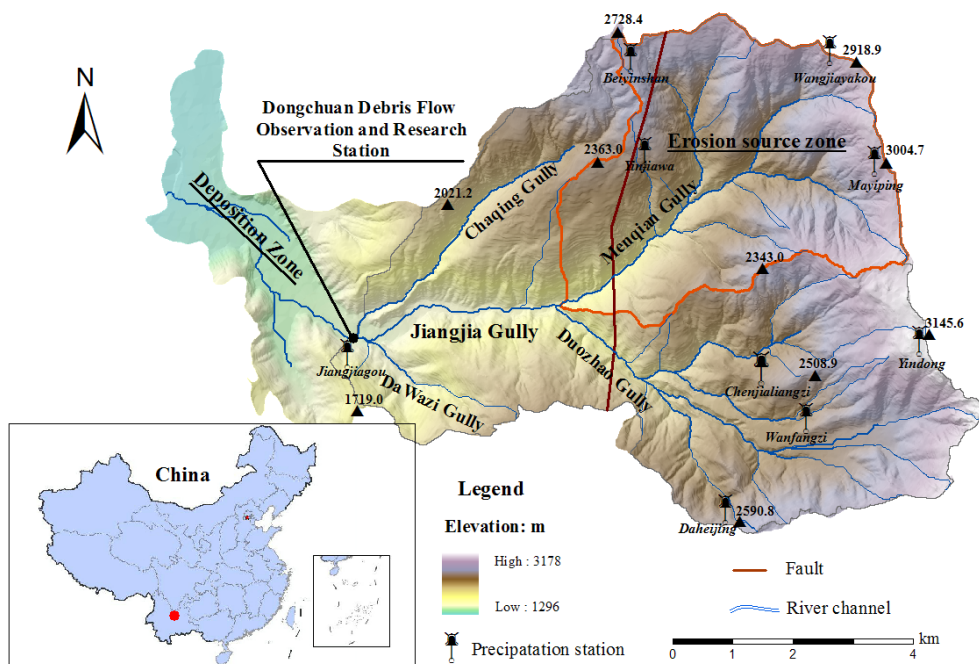 2728.4
2918.9
N
Beiyinshan
Wangjiayakou
Dongchuan Debris Flow
Observation and Research
Station
Erosion source zone
2363.0
Yinjiawa
3004.7
Mayiping
2021.2
Chaqing Gully
Deposition Zone
Menqian Gully
2343.0
Jiangjia Gully
3145.6
Yindong
Duozhao Gully
Jiangjiagou
Da Wazi Gully
2508.9
Chenjialiangzi
1719.0
Wanfangzi
China
Legend
2590.8
Daheijing
Elevation: m
High : 3178
Low : 1296
Fault
River channel
Precipatation station
km
0 1 2 4